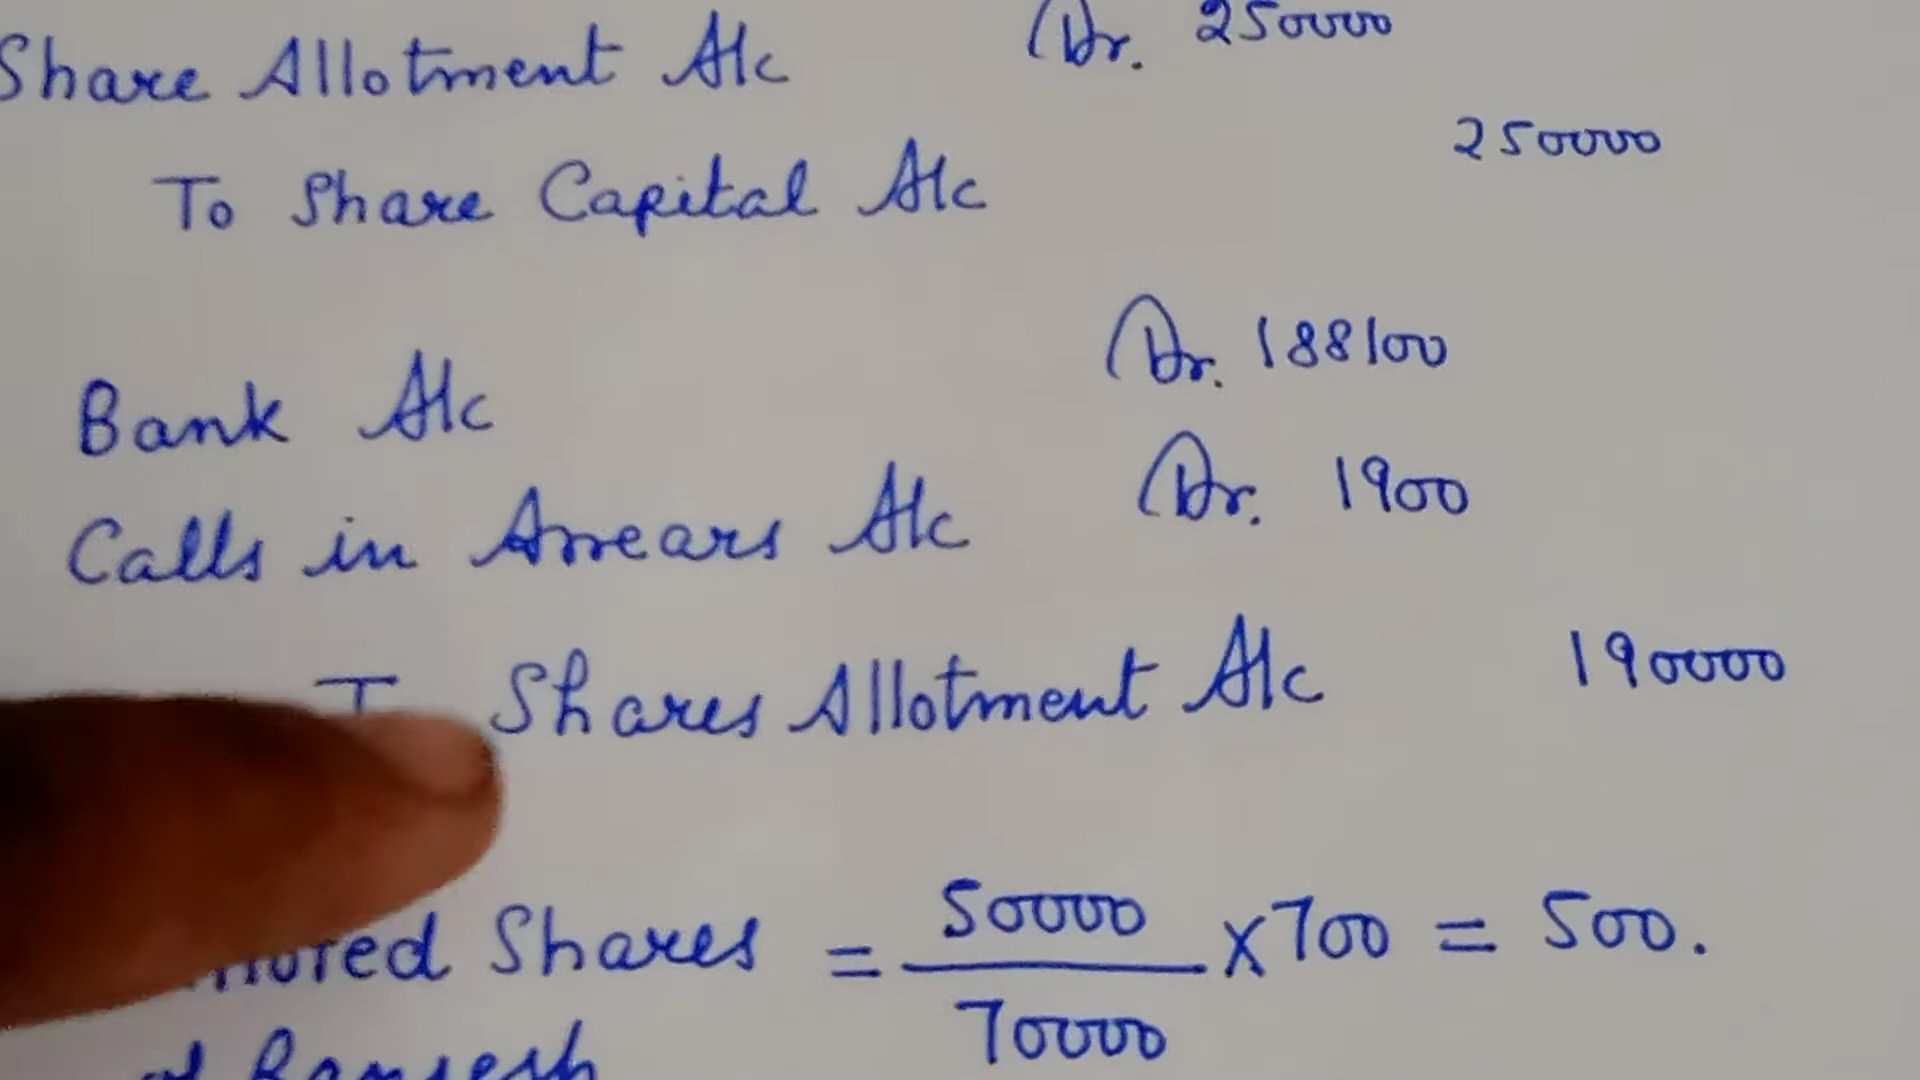 Share Allotment A/c Dr. 250000
To Share Capital A/c 250000
Bank A/c Dr. 188100
Calls in Arrears A/c Dr. 1900
Shares Allotment A/c 190000
Shares = 50000/70000 × 700 = 500.